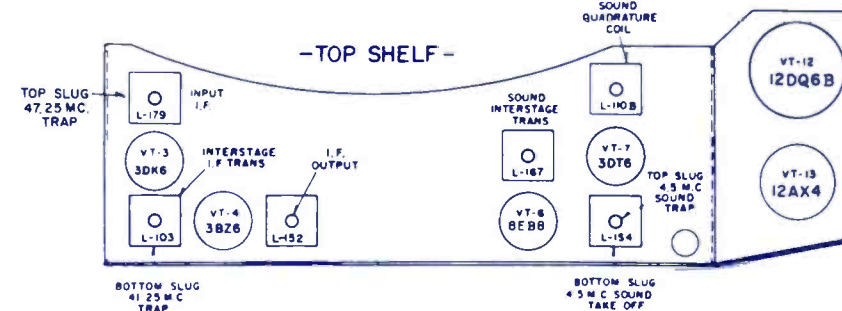 SOUND
QUADRATURE
COIL
-TOP SHELF-
VT-12
12DQ6B
TOP SLUG
47.25 MC.
TRAP
INPUT
I.F.
L-179
L-110B
SOUND
INTERSTAGE
TRANS
VT-3
3DK6
INTERSTAGE
I.F TRANS
I.F.
OUTPUT
L-167
VT-7
3DT6
TOP SLUG
4.5 M.C
SOUND
TRAP
VT-13
12AX4
L-103
VT-4
3BZ6
L-152
VT-6
8EB8
L-154
BOTTOM SLUG
41.25 M C
TRAP
BOTTOM SLUG
4.5 M C SOUND
TAKE OFF